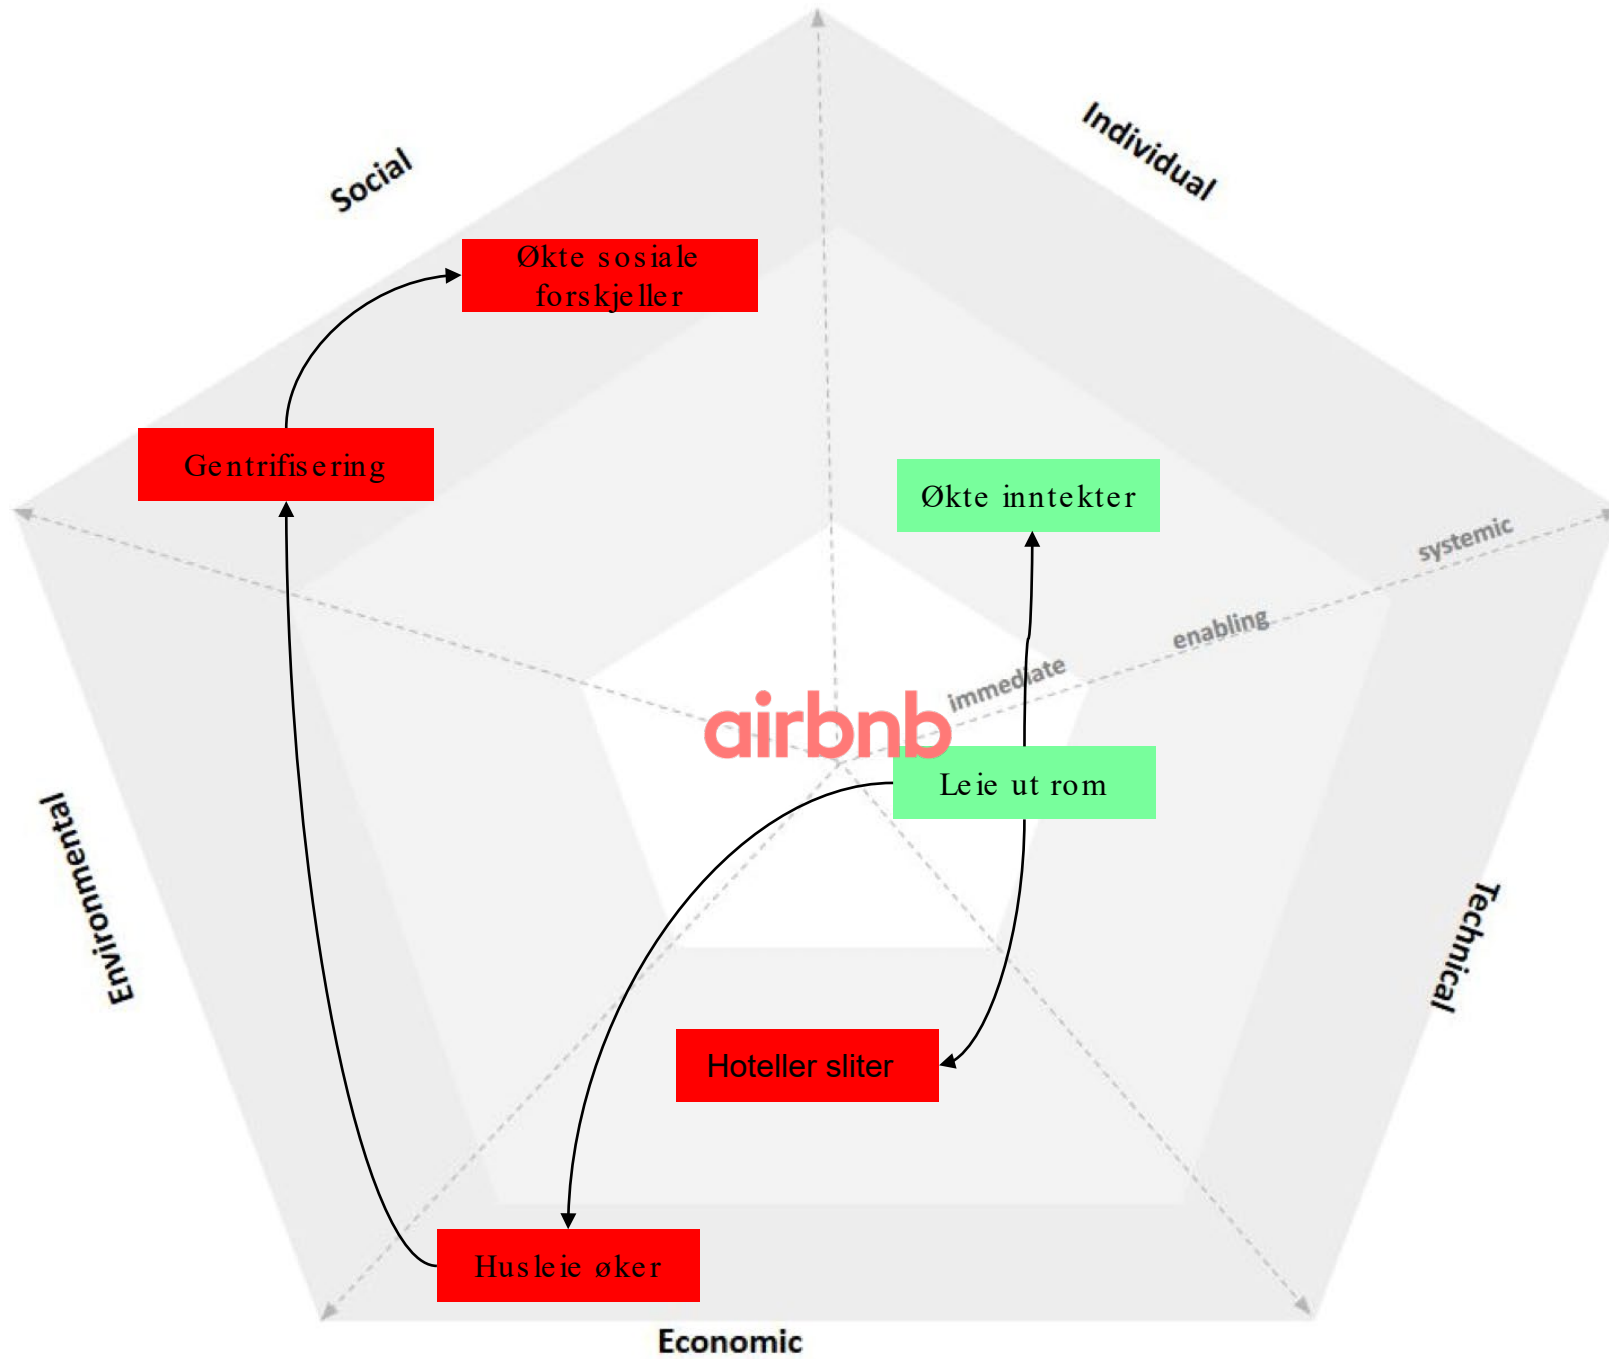 Individual
Social
Økte sosiale
forskjeller
Gentrifisering
Økte inntekter
systemic
enabling
immediate
airbnb
Leie ut rom
Environmental
Technical
Hoteller sliter
Husleie øker
Economic